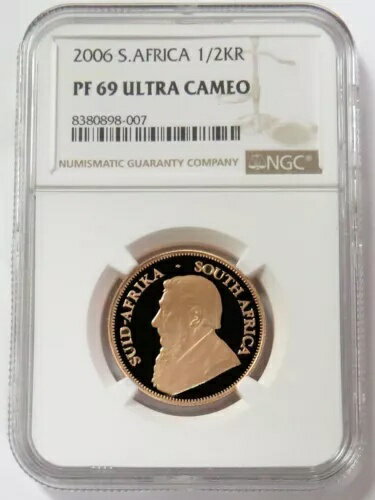 2006 S.AFRICA 1/2KR
PF 69 ULTRA CAMEO
8380898-007
NUMISMATIC GUARANTY COMPANY NGC®
SUID-AFRIKA · SOUTH AFRICA